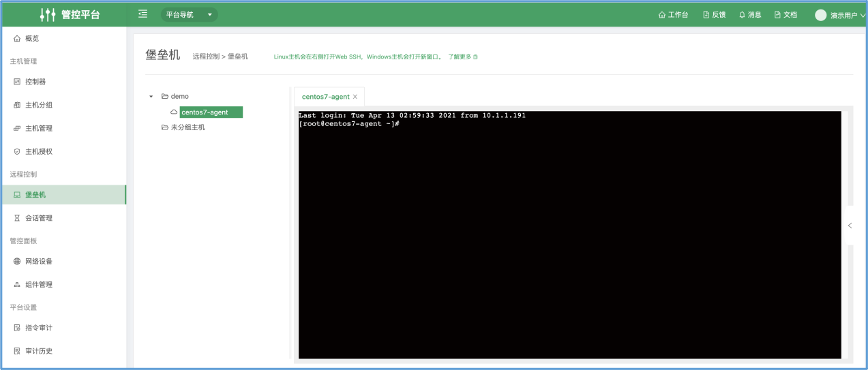 管控平台
平台导航
工作台
反馈
消息
文档
演示用户
概览
主机管理
控制器
主机分组
主机管理
主机授权
远程控制
堡垒机
会话管理
管控面板
网络设备
组件管理
平台设置
指令审计
审计历史
堡垒机
远程控制 > 堡垒机
Linux主机会在右侧打开Web SSH，Windows主机会打开新窗口。 了解更多
demo
centos7-agent
未分组主机
centos7-agent ×
Last login: Tue Apr 13 02:59:33 2021 from 10.1.1.191
[root@centos7-agent ~]#